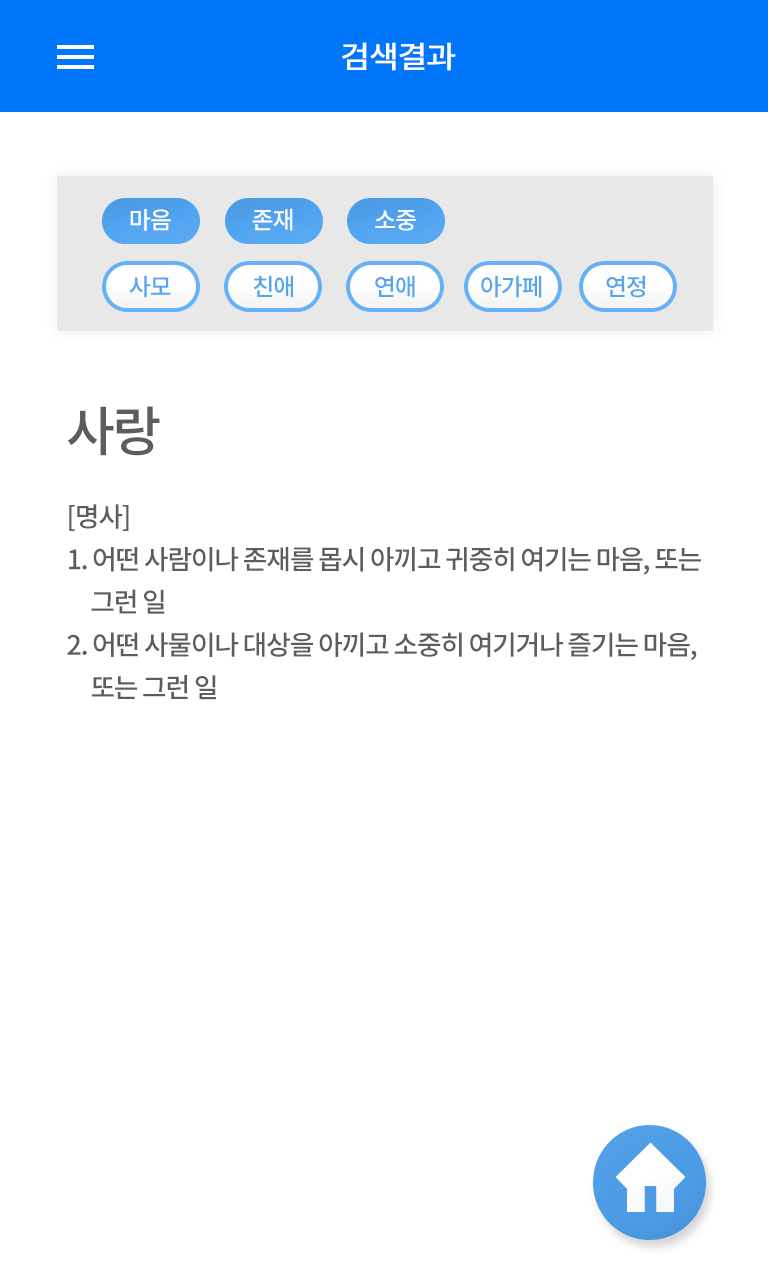 검색결과
마음 존재 소중
사모 친애 연애 아가페 연정
사랑
[명사]
1. 어떤 사람이나 존재를 몹시 아끼고 귀중히 여기는 마음, 또는
그런 일
2. 어떤 사물이나 대상을 아끼고 소중히 여기거나 즐기는 마음,
또는 그런 일